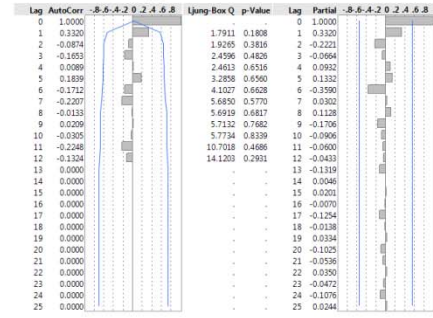 Lag AutoCorr -.8-.6-.4-.2 0 .2 .4 .6 .8 Ljung-Box Q p-Value Lag Partial -.8-.6-.4-.2 0 .2 .4 .6 .8
0 1.0000 . . 0 1.0000
1 0.3320 1.7911 0.1808 1 0.3320
2 -0.0874 1.9265 0.3816 2 -0.2221
3 -0.1653 2.4596 0.4826 3 -0.0664
4 0.0089 2.4613 0.6516 4 0.0932
5 0.1839 3.2858 0.6560 5 0.1332
6 -0.1712 4.1027 0.6628 6 -0.3590
7 -0.2207 5.6850 0.5770 7 0.0302
8 -0.0133 5.6919 0.6817 8 0.1128
9 0.0209 5.7132 0.7682 9 -0.1706
10 -0.0305 5.7734 0.8339 10 -0.0906
11 -0.2248 10.7018 0.4686 11 -0.0600
12 -0.1324 14.1203 0.2931 12 -0.0433
13 0.0000 . . 13 -0.1319
14 0.0000 . . 14 0.0046
15 0.0000 . . 15 0.0201
16 0.0000 . . 16 -0.0070
17 0.0000 . . 17 -0.1254
18 0.0000 . . 18 -0.0138
19 0.0000 . . 19 0.0334
20 0.0000 . . 20 -0.1025
21 0.0000 . . 21 -0.0536
22 0.0000 . . 22 0.0350
23 0.0000 . . 23 -0.0472
24 0.0000 . . 24 -0.1076
25 0.0000 . . 25 0.0244